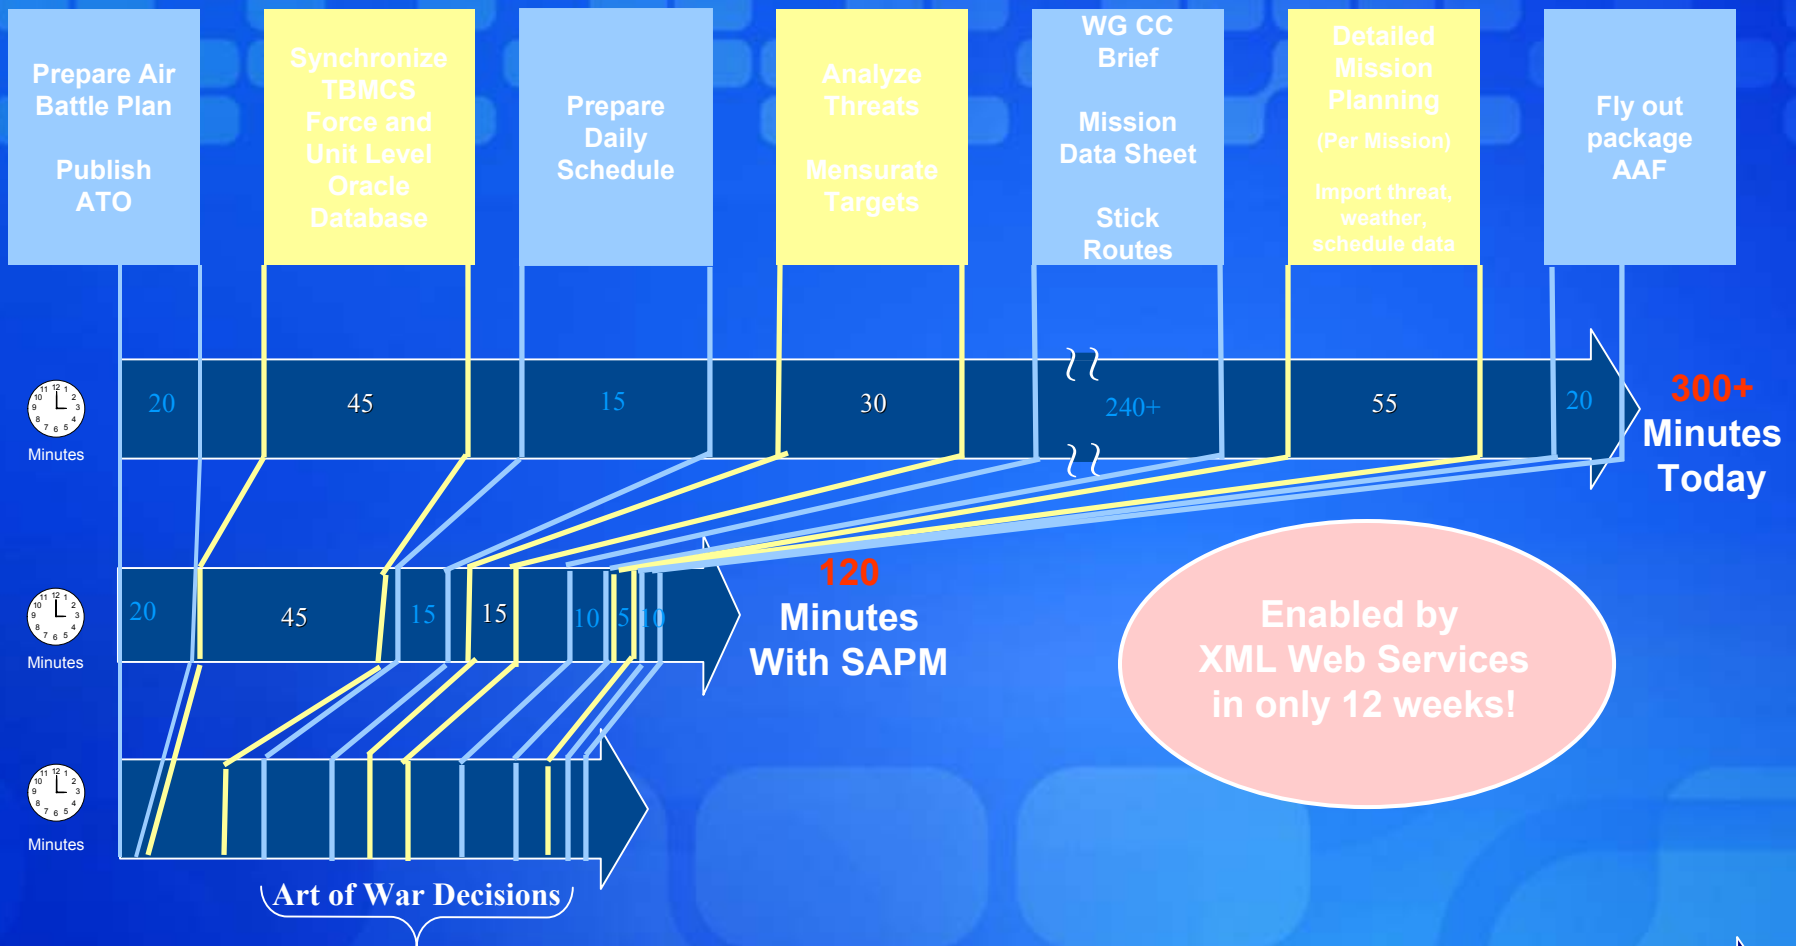 Prepare Air
Battle Plan
Publish
ATO
Synchronize
TBMCS
Force and
Unit Level
Oracle
Database
Prepare
Daily
Schedule
Analyze
Threats
Mensurate
Targets
WG CC
Brief
Mission
Data Sheet
Stick
Routes
Detailed
Mission
Planning
(Per Mission)
Import threat,
weather,
schedule data
Fly out
package
AAF
Minutes
20
45
15
30
240+
55
20
300+
Minutes
Today
Minutes
20
45
15
15
10
5
10
120
Minutes
With SAPM
Enabled by
XML Web Services
in only 12 weeks!
Minutes
Art of War Decisions